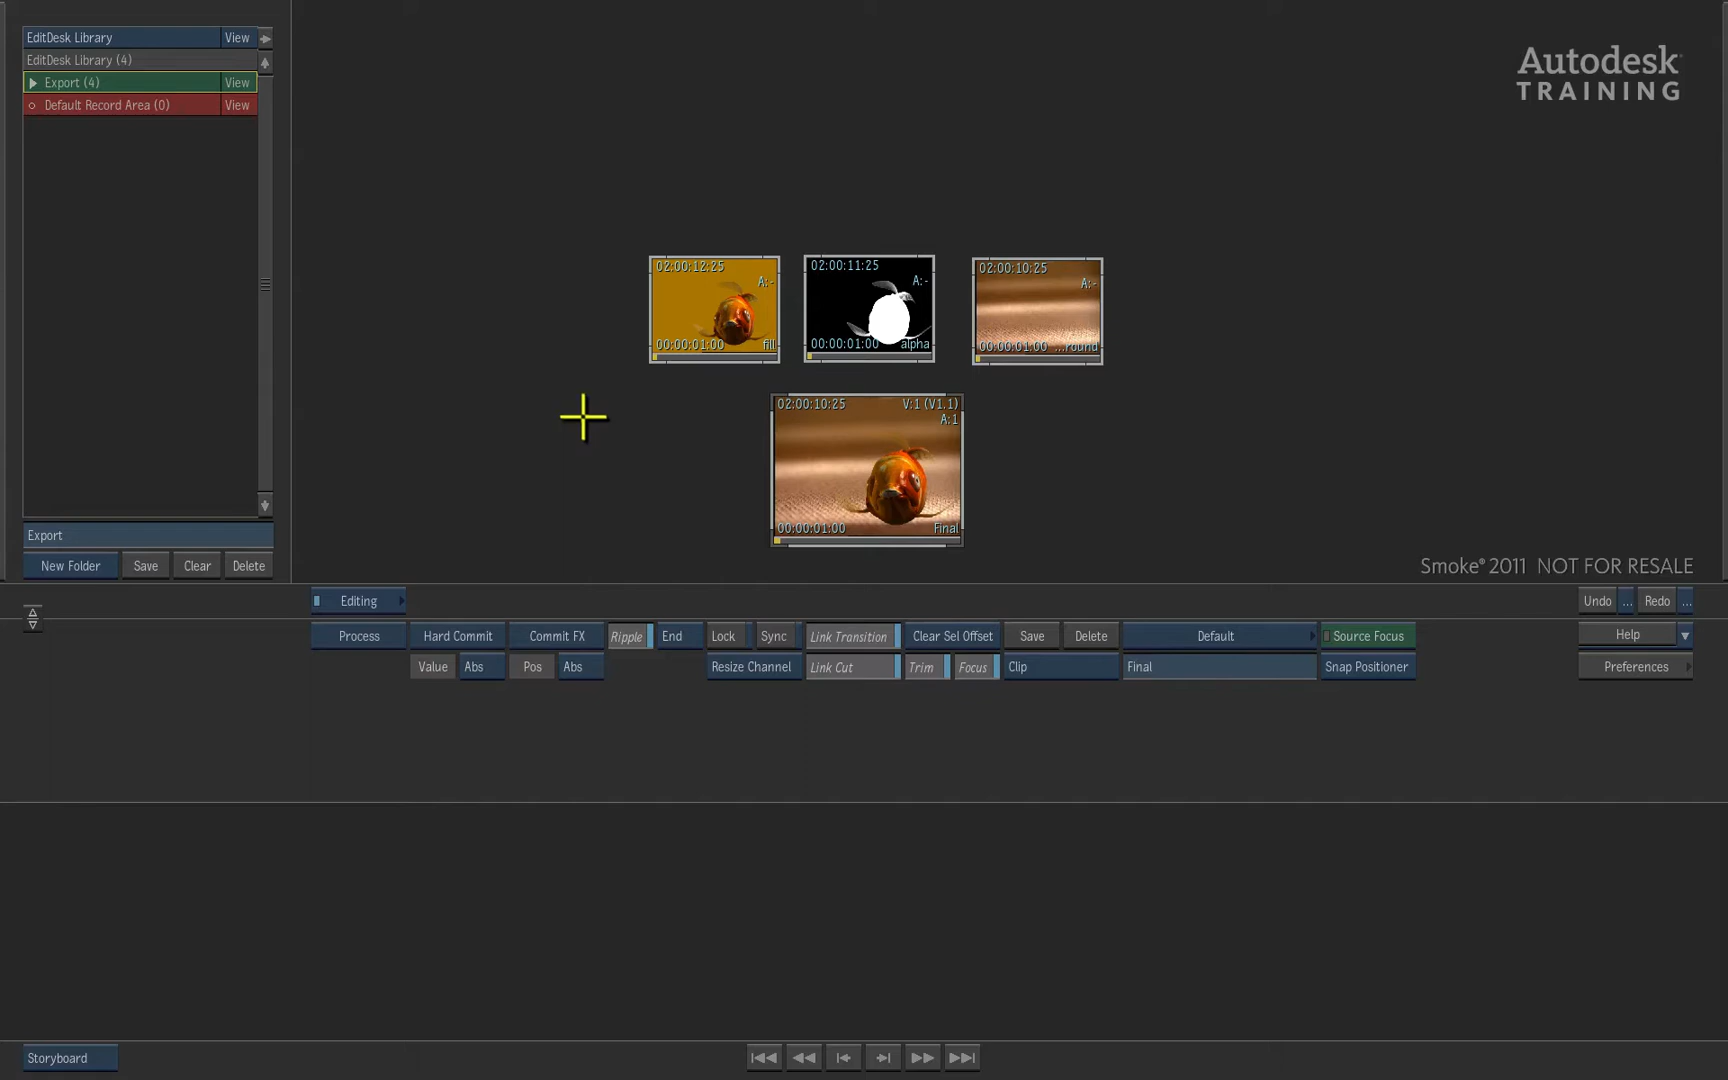 EditDesk Library View
EditDesk Library (4)
Export (4) View
Default Record Area (0) View
Autodesk
TRAINING
02:00:12:25
A:-
00:00:01:00 fill
02:00:11:25
A:-
00:00:01:00 alpha
02:00:10:25
A:-
00:00:01:00 ...round
02:00:10:25 V:1 (V1.1)
A:1
00:00:01:00 Final
Export
New Folder Save Clear Delete
Smoke® 2011 NOT FOR RESALE
Editing Undo ... Redo ...
Process Hard Commit Commit FX Ripple End Lock Sync Link Transition Clear Sel Offset Save Delete Default Source Focus Help
Value Abs Pos Abs Resize Channel Link Cut Trim Focus Clip Final Snap Positioner Preferences
Storyboard